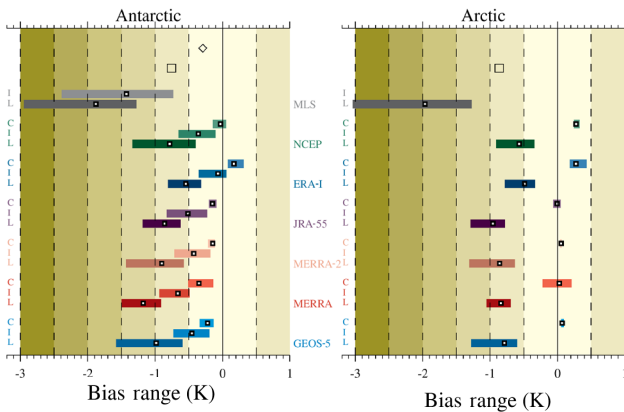 Antarctic Arctic
I I
L MLS L
C C
I I
L NCEP L
C C
I I
L ERA-I L
C C
I I
L JRA-55 L
C C
I I
L MERRA-2 L
C C
I I
L MERRA L
C C
I I
L GEOS-5 L
-3 -2 -1 0 1 -3 -2 -1 0 1
Bias range (K) Bias range (K)